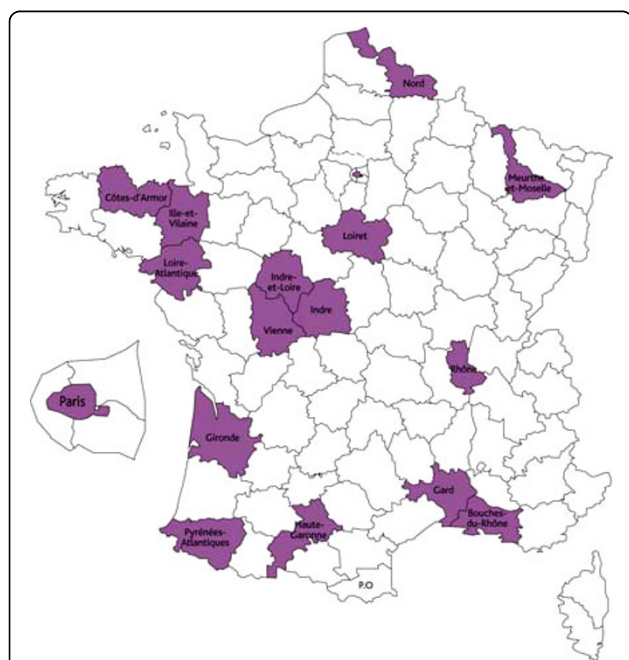 Nord
Meurthe
et-Moselle
Côtes-d'Armor
Ille-et-
Vilaine
Loiret
Loire-
Atlantique
Indre-
et-Loire
Indre
Vienne
Rhône
Paris
Gironde
Gard
Bouches-
du-Rhône
Haute-
Garonne
Pyrénées-
Atlantiques
P.O